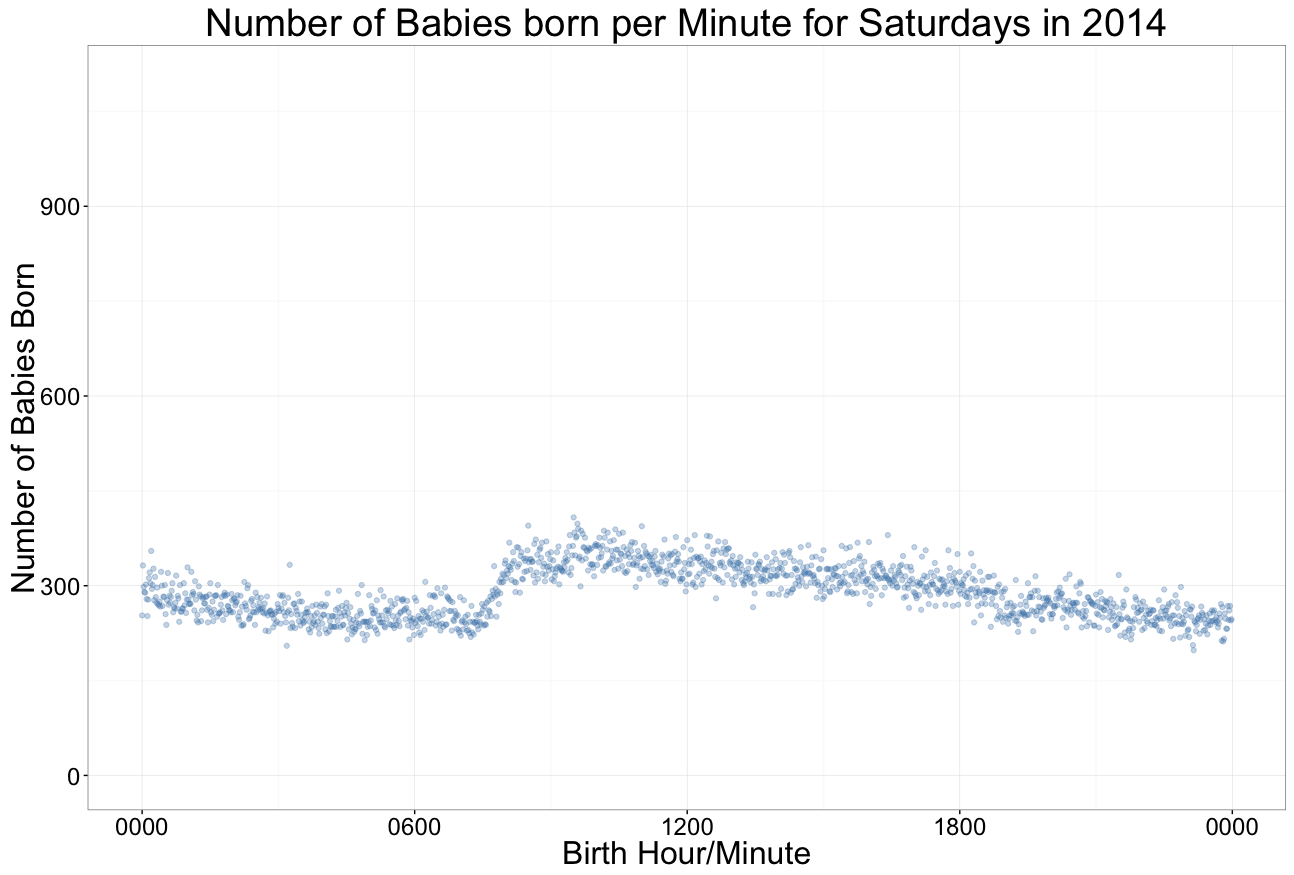 Number of Babies born per Minute for Saturdays in 2014
Number of Babies Born
900
600
300
0
0000 0600 1200 1800 0000
Birth Hour/Minute